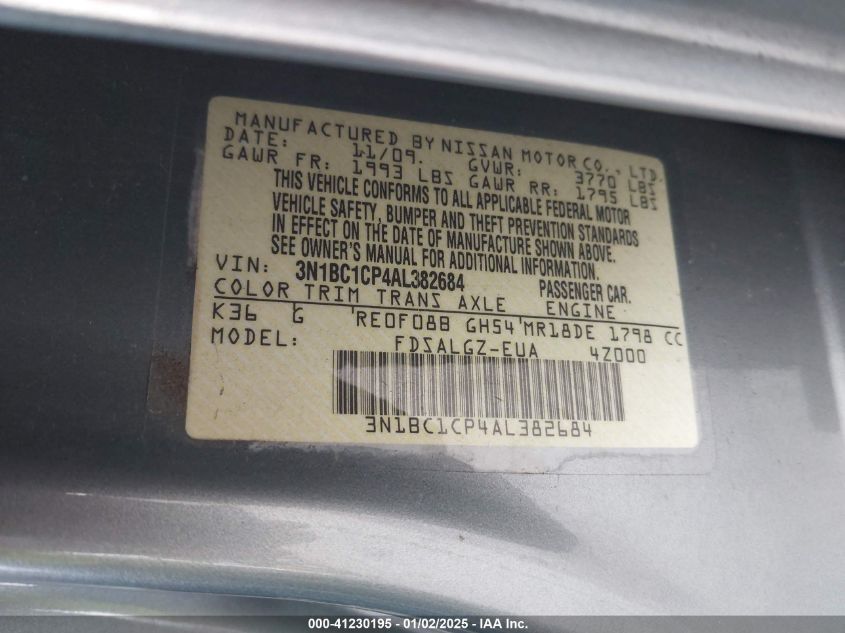 MANUFACTURED BY NISSAN MOTOR CO., LTD.
DATE: 11/09. GVWR: 3770 LBS
GAWR FR: 1993 LBS GAWR RR: 1795 LBS
THIS VEHICLE CONFORMS TO ALL APPLICABLE FEDERAL MOTOR
VEHICLE SAFETY, BUMPER AND THEFT PREVENTION STANDARDS
IN EFFECT ON THE DATE OF MANUFACTURE SHOWN ABOVE.
SEE OWNER'S MANUAL FOR ADDITIONAL INFORMATION.
VIN: 3N1BC1CP4AL382684 PASSENGER CAR.
COLOR TRIM TRANS AXLE ENGINE
K36 G RE0F08B GH54 MR18DE 1798 CC
MODEL: FDSALGZ-EUA 4Z000
3N1BC1CP4AL382684
000-41230195 - 01/02/2025 - IAA Inc.